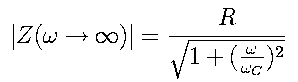 |Z(ω → ∞)| = R / √(1 + (ω/ω_C)²)